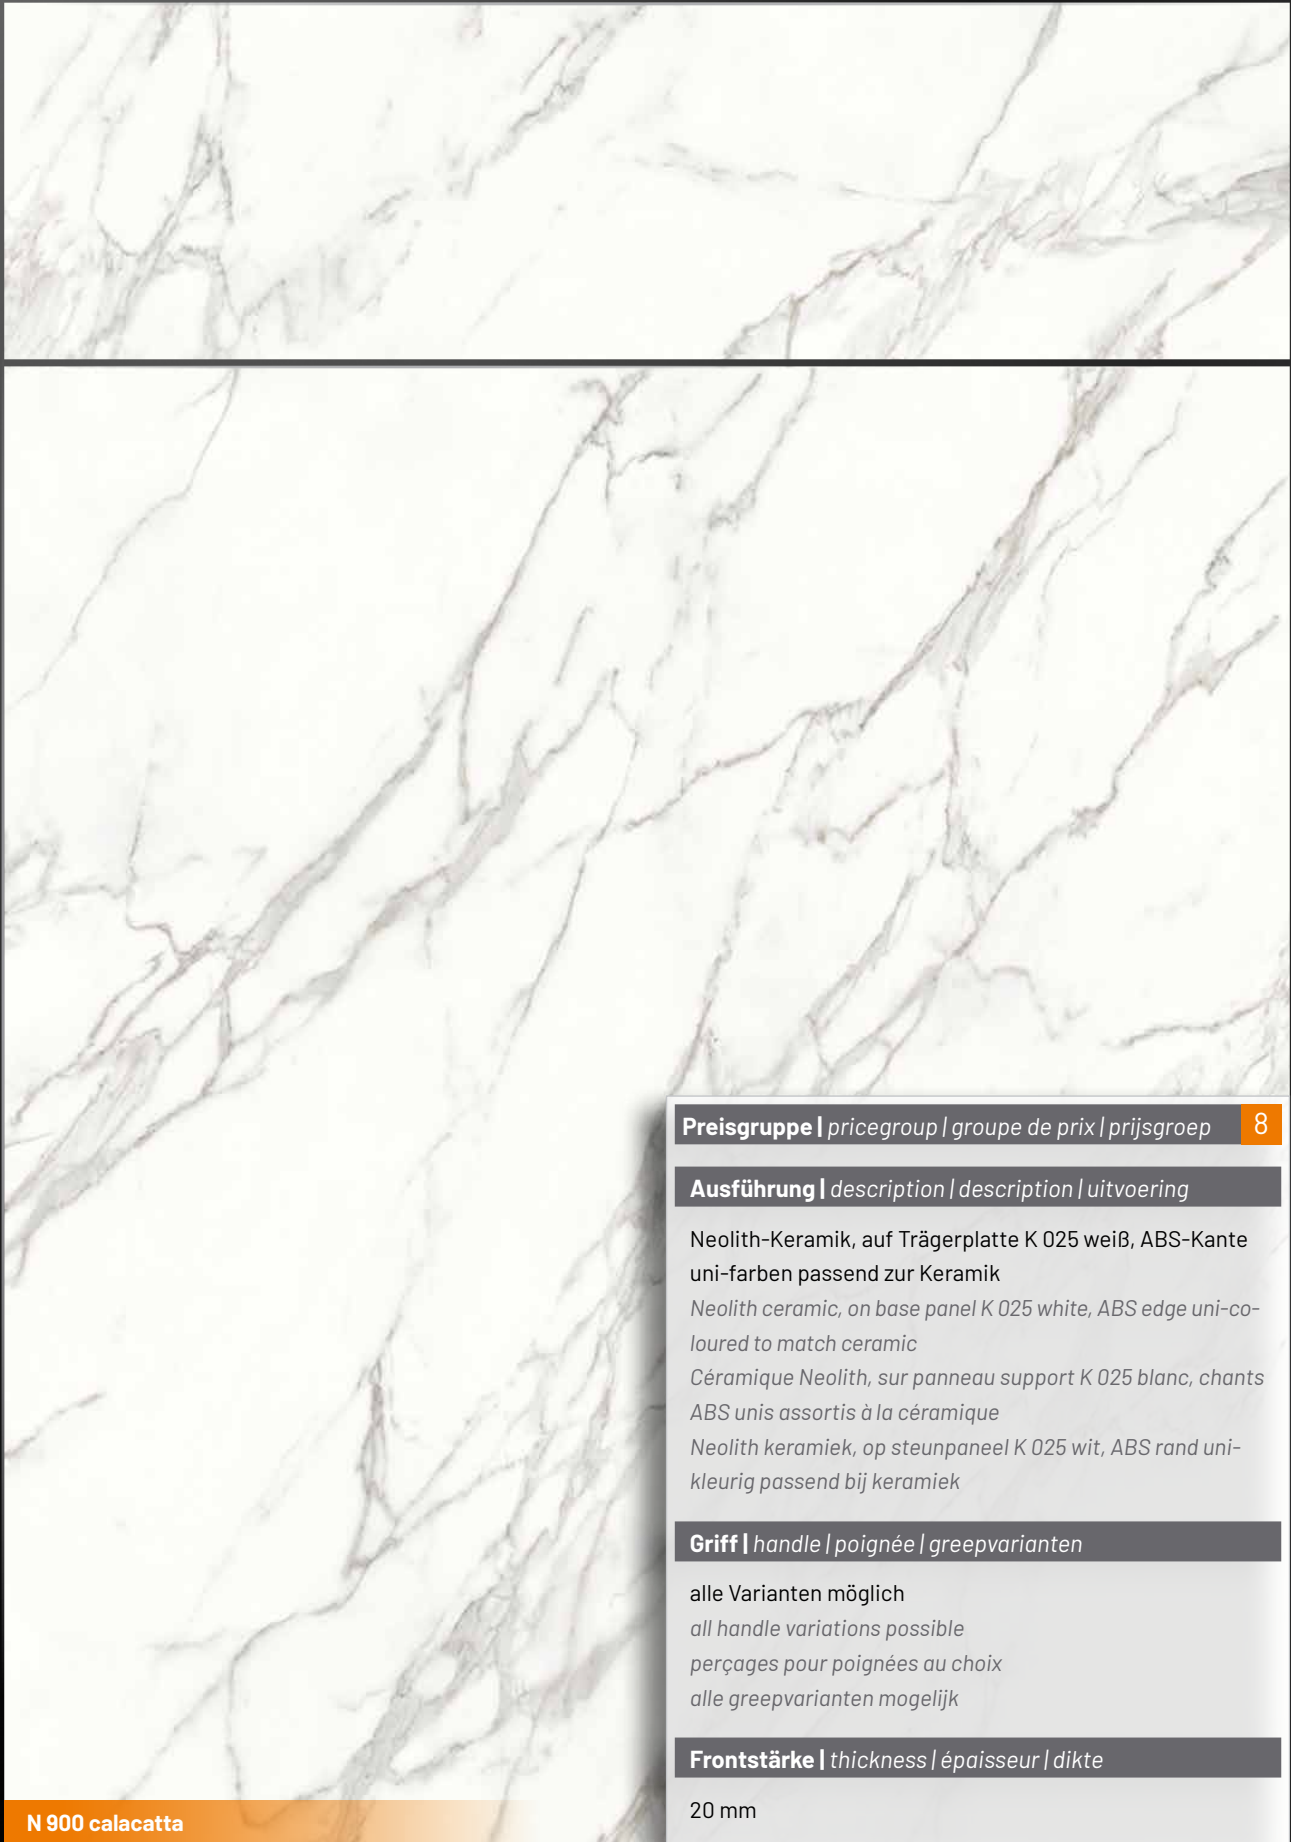 Preisgruppe | pricegroup | groupe de prix | prijsgroep 8
Ausführung | description | description | uitvoering
Neolith-Keramik, auf Trägerplatte K 025 weiß, ABS-Kante
uni-farben passend zur Keramik
Neolith ceramic, on base panel K 025 white, ABS edge uni-co-
loured to match ceramic
Céramique Neolith, sur panneau support K 025 blanc, chants
ABS unis assortis à la céramique
Neolith keramiek, op steunpaneel K 025 wit, ABS rand uni-
kleurig passend bij keramiek
Griff | handle | poignée | greepvarianten
alle Varianten möglich
all handle variations possible
perçages pour poignées au choix
alle greepvarianten mogelijk
Frontstärke | thickness | épaisseur | dikte
20 mm
N 900 calacatta